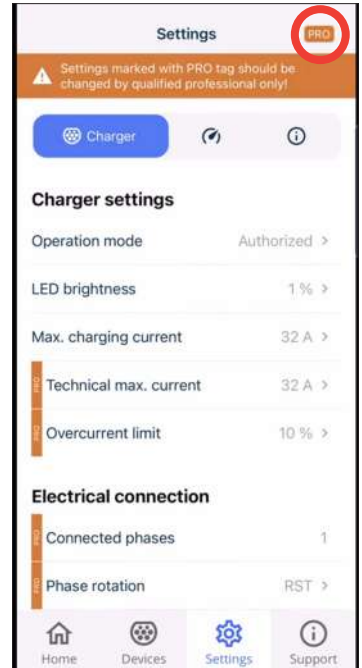 Settings
PRO
Settings marked with PRO tag should be
changed by qualified professional only!
Charger
Charger settings
Operation mode Authorized >
LED brightness 1 % >
Max. charging current 32 A >
PRO Technical max. current 32 A >
PRO Overcurrent limit 10 % >
Electrical connection
PRO Connected phases 1
PRO Phase rotation RST >
Home Devices Settings Support